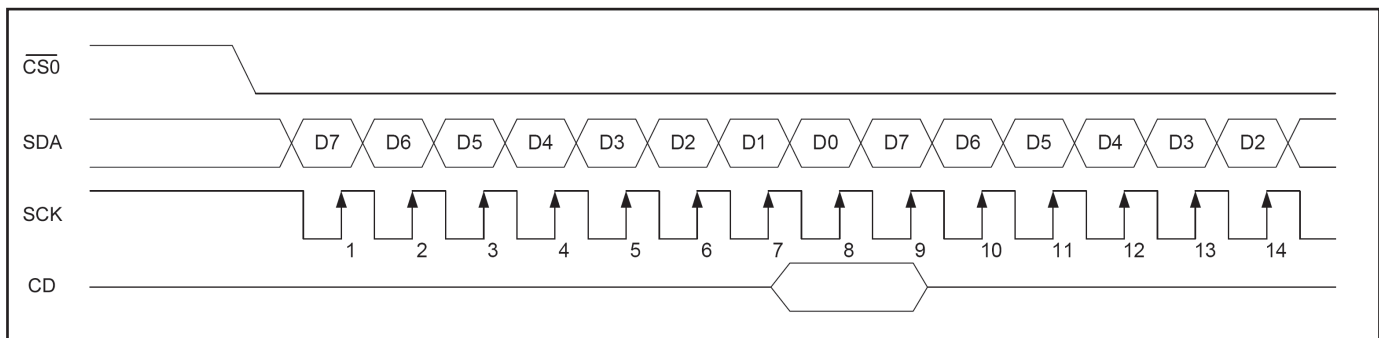 CS0
SDA D7 D6 D5 D4 D3 D2 D1 D0 D7 D6 D5 D4 D3 D2
SCK
1 2 3 4 5 6 7 8 9 10 11 12 13 14
CD